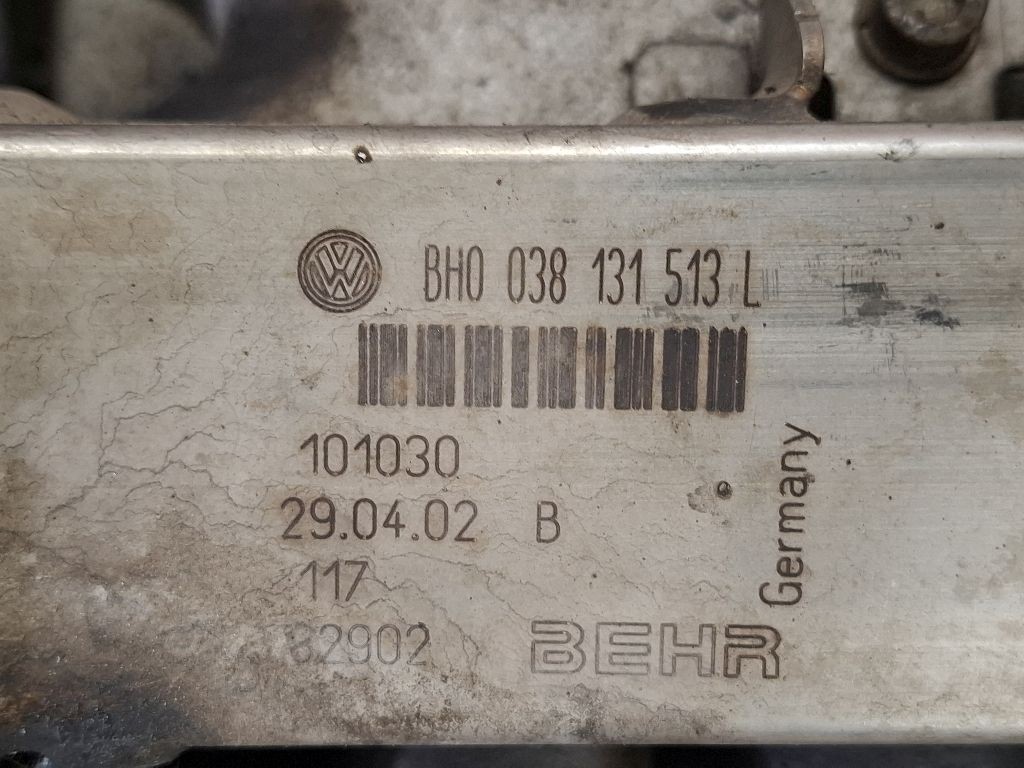 BH0 038 131 513 L
101030
29.04.02 B
117
82902
BEHR
Germany